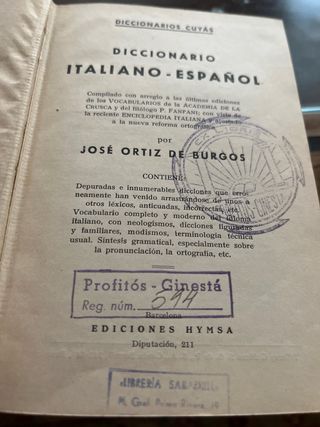 DICCIONARIOS CUYÁS
DICCIONARIO
ITALIANO-ESPAÑOL
Compilado con arreglo a las últimas ediciones
de los VOCABULARIOS de la ACADEMIA DE LA
CRUSCA y del filólogo P. FANFANI; con vista de
la reciente ENCICLOPEDIA ITALIANA y ajustado
a la nueva reforma ortográfica
por
JOSÉ ORTIZ DE BURGOS
CONTIENE:
Depuradas e innumerables dicciones que erró-
neamente han venido arrastrándose de unos a
otros léxicos, anticuadas, incorrectas, etc.
Vocabulario completo y moderno del idioma
italiano, con neologismos, dicciones figuradas
y familiares, modismos, terminología técnica
usual. Síntesis gramatical, especialmente sobre
la pronunciación, la ortografía, etc.
Profitós - Ginestá
Reg. núm. 594
Barcelona
EDICIONES HYMSA
Diputación, 211
LIBRERÍA